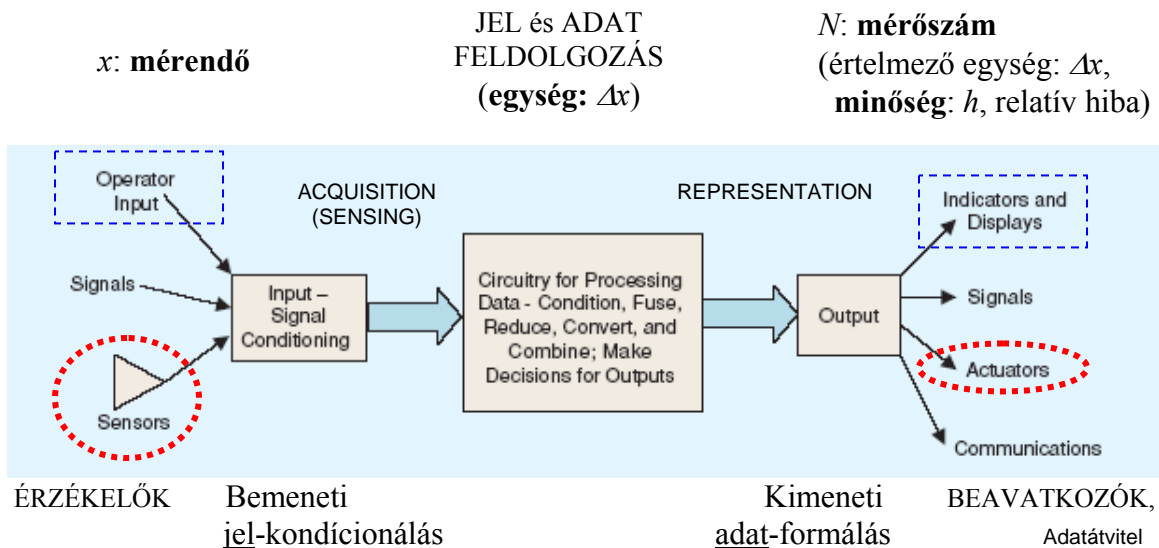 x: mérendő
JEL és ADAT
FELDOLGOZÁS
(egység: Δx)
N: mérőszám
(értelmező egység: Δx,
minőség: h, relatív hiba)
Operator
Input
Signals
Sensors
ACQUISITION
(SENSING)
Input –
Signal
Conditioning
Circuitry for Processing
Data - Condition, Fuse,
Reduce, Convert, and
Combine; Make
Decisions for Outputs
REPRESENTATION
Output
Indicators and
Displays
Signals
Actuators
Communications
ÉRZÉKELŐK
Bemeneti
jel-kondícionálás
Kimeneti
adat-formálás
BEAVATKOZÓK,
Adatátvitel